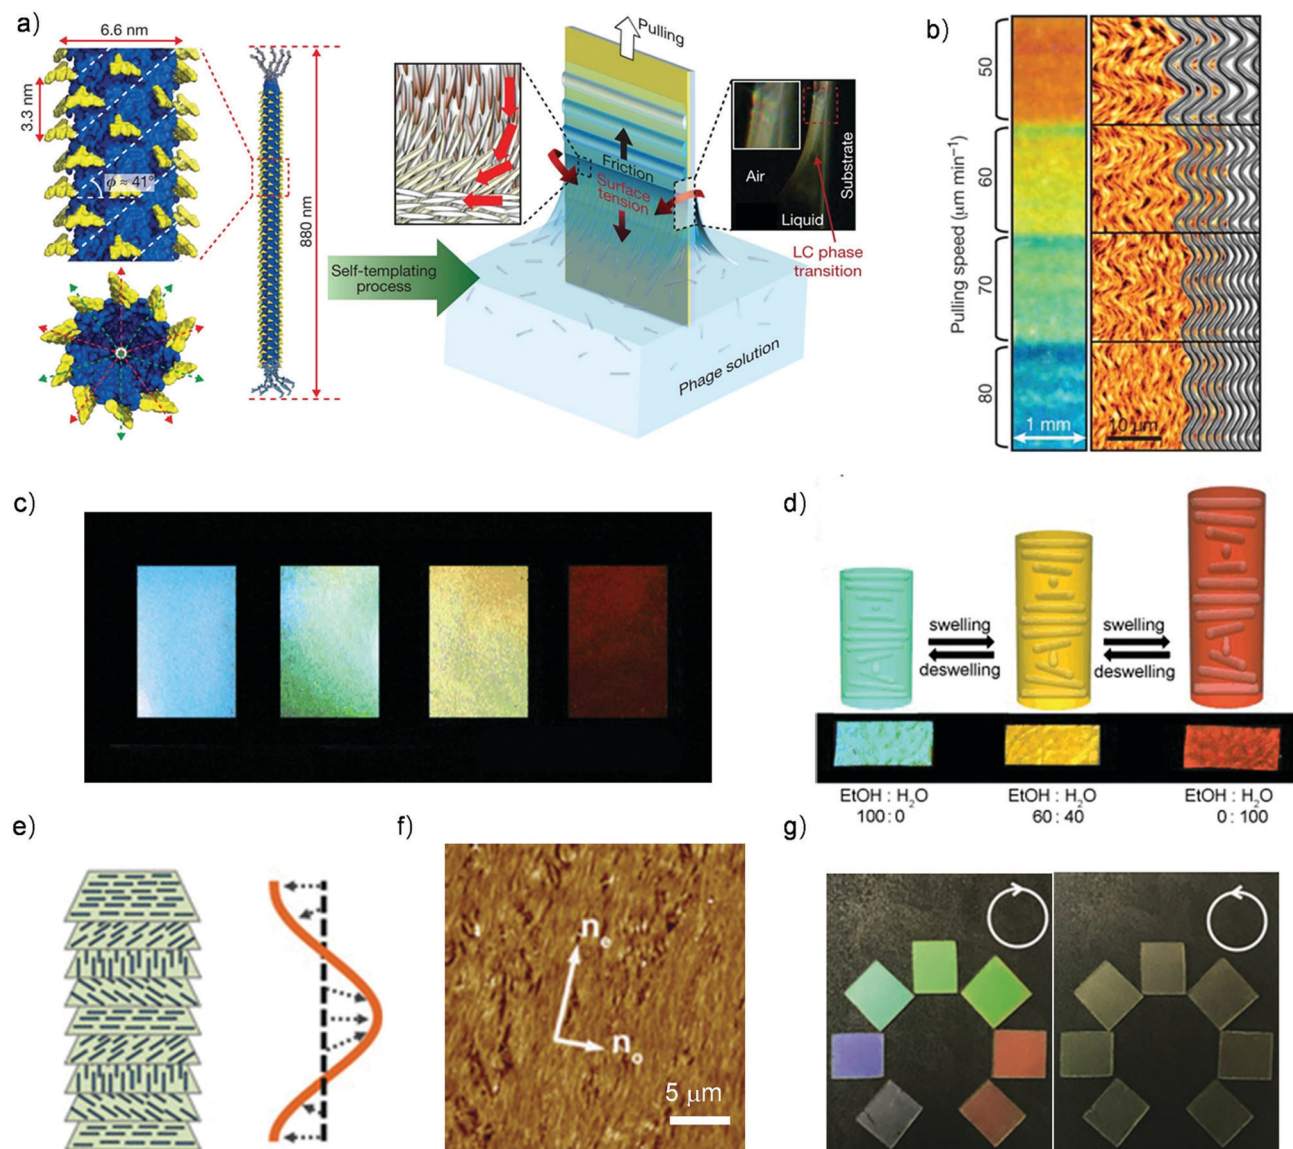 a)
6.6 nm
3.3 nm
ϕ ≈ 41°
880 nm
Self-templating
process
Pulling
Friction
Surface
tension
Air
Substrate
Liquid
LC phase
transition
Phage solution
b)
Pulling speed (μm min⁻¹)
50
60
70
80
1 mm
10 μm
c)
d)
swelling
deswelling
swelling
deswelling
EtOH : H₂O
100 : 0
EtOH : H₂O
60 : 40
EtOH : H₂O
0 : 100
e)
f)
nₑ
nₒ
5 μm
g)